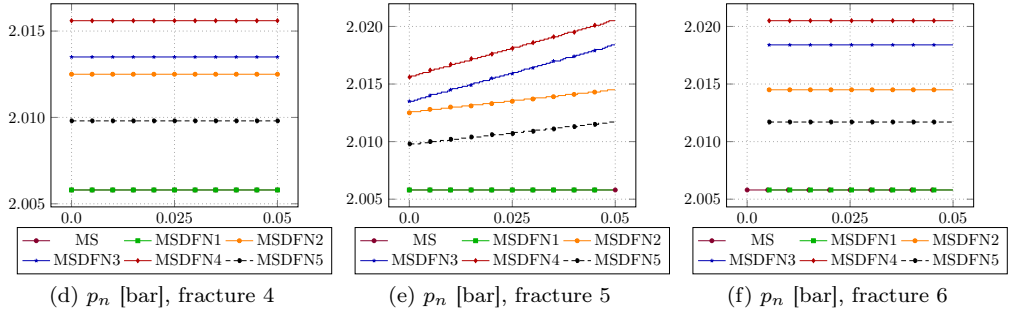 2.015
2.010
2.005
0.0 0.025 0.05
MS MSDFN1 MSDFN2
MSDFN3 MSDFN4 MSDFN5
(d) p_n [bar], fracture 4
2.020
2.015
2.010
2.005
0.0 0.025 0.05
MS MSDFN1 MSDFN2
MSDFN3 MSDFN4 MSDFN5
(e) p_n [bar], fracture 5
2.020
2.015
2.010
2.005
0.0 0.025 0.05
MS MSDFN1 MSDFN2
MSDFN3 MSDFN4 MSDFN5
(f) p_n [bar], fracture 6